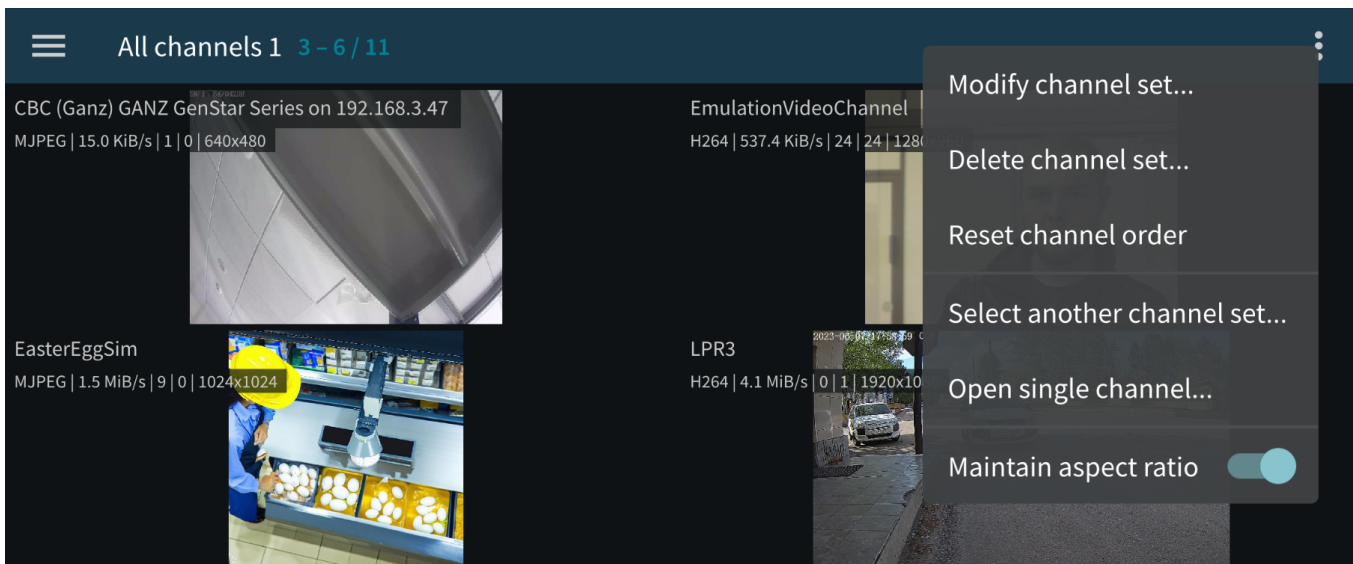 All channels 1 3 – 6 / 11
CBC (Ganz) GANZ GenStar Series on 192.168.3.47
MJPEG | 15.0 KiB/s | 1 | 0 | 640x480
EmulationVideoChannel
H264 | 537.4 KiB/s | 24 | 24 | 1280
EasterEggSim
MJPEG | 1.5 MiB/s | 9 | 0 | 1024x1024
LPR3
H264 | 4.1 MiB/s | 0 | 1 | 1920x10
Modify channel set...
Delete channel set...
Reset channel order
Select another channel set...
Open single channel...
Maintain aspect ratio